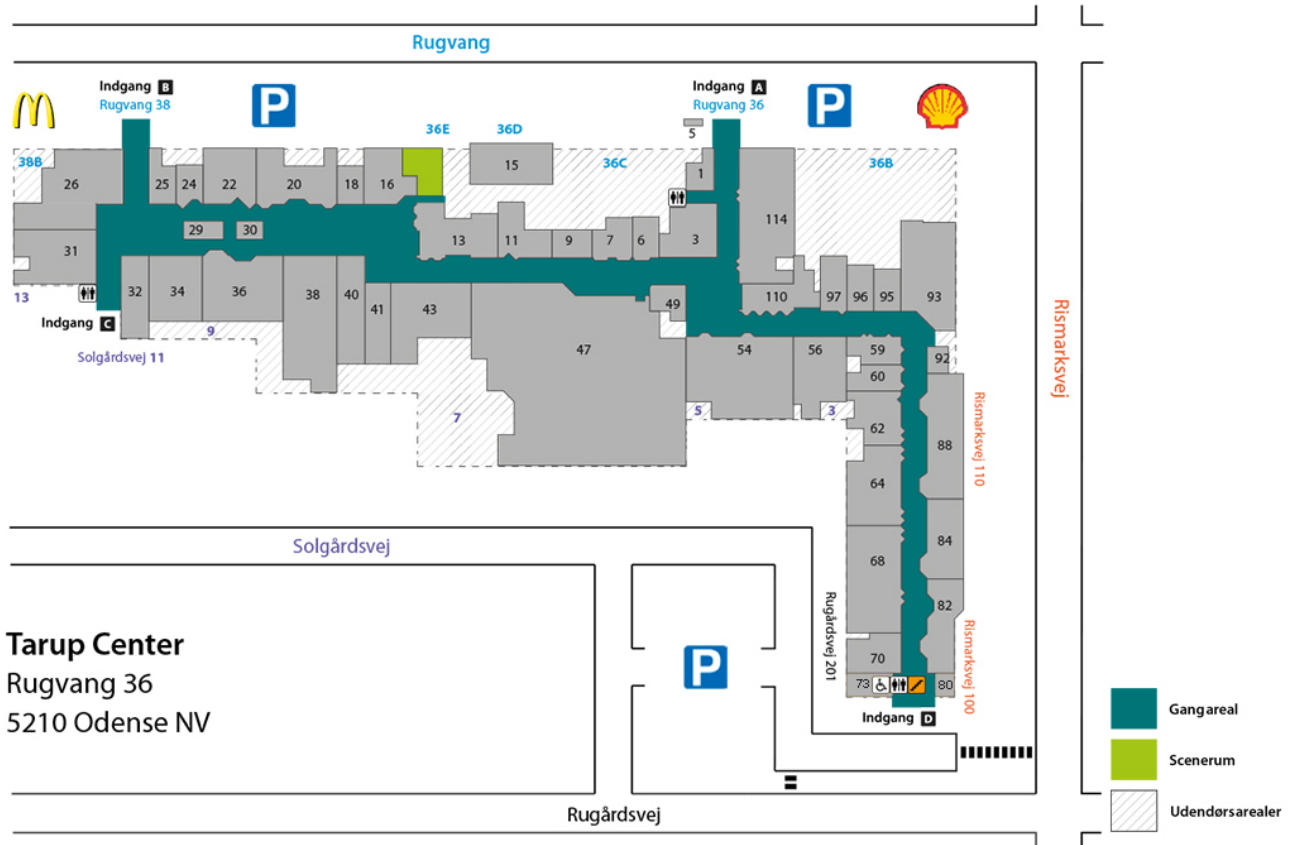 Rugvang
Indgang B
Rugvang 38
P
Indgang A
Rugvang 36
P
36E
36D
5
38B
26
25
24
22
20
18
16
15
36C
1
36B
114
29
30
13
11
9
7
6
3
31
32
34
36
38
40
41
43
49
110
97
96
95
93
13
Indgang C
9
Solgårdsvej 11
47
54
56
59
92
60
7
5
3
62
88
64
84
68
82
70
73
80
Rismarksvej
Rismarksvej 110
Rismarksvej 100
Rugårdsvej 201
Indgang D
Solgårdsvej
P
Tarup Center
Rugvang 36
5210 Odense NV
Rugårdsvej
Gangareal
Scenerum
Udendørsarealer